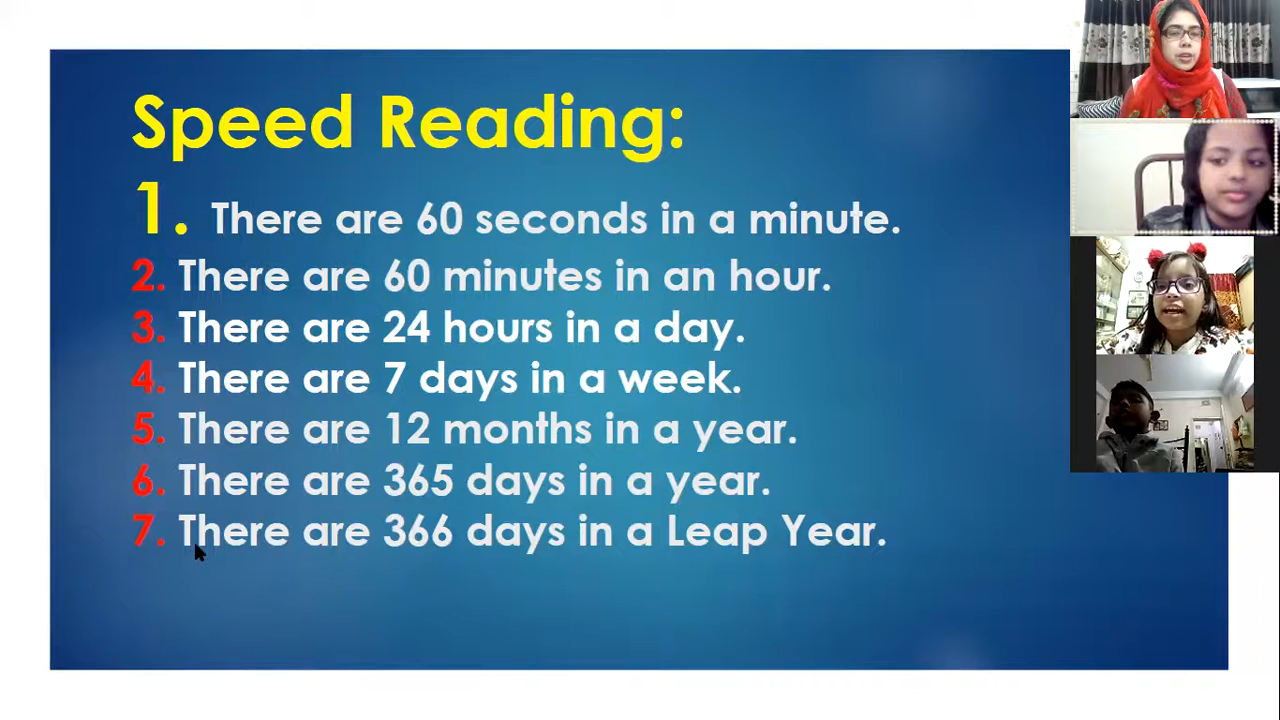 Speed Reading:
1. There are 60 seconds in a minute.
2. There are 60 minutes in an hour.
3. There are 24 hours in a day.
4. There are 7 days in a week.
5. There are 12 months in a year.
6. There are 365 days in a year.
7. There are 366 days in a Leap Year.